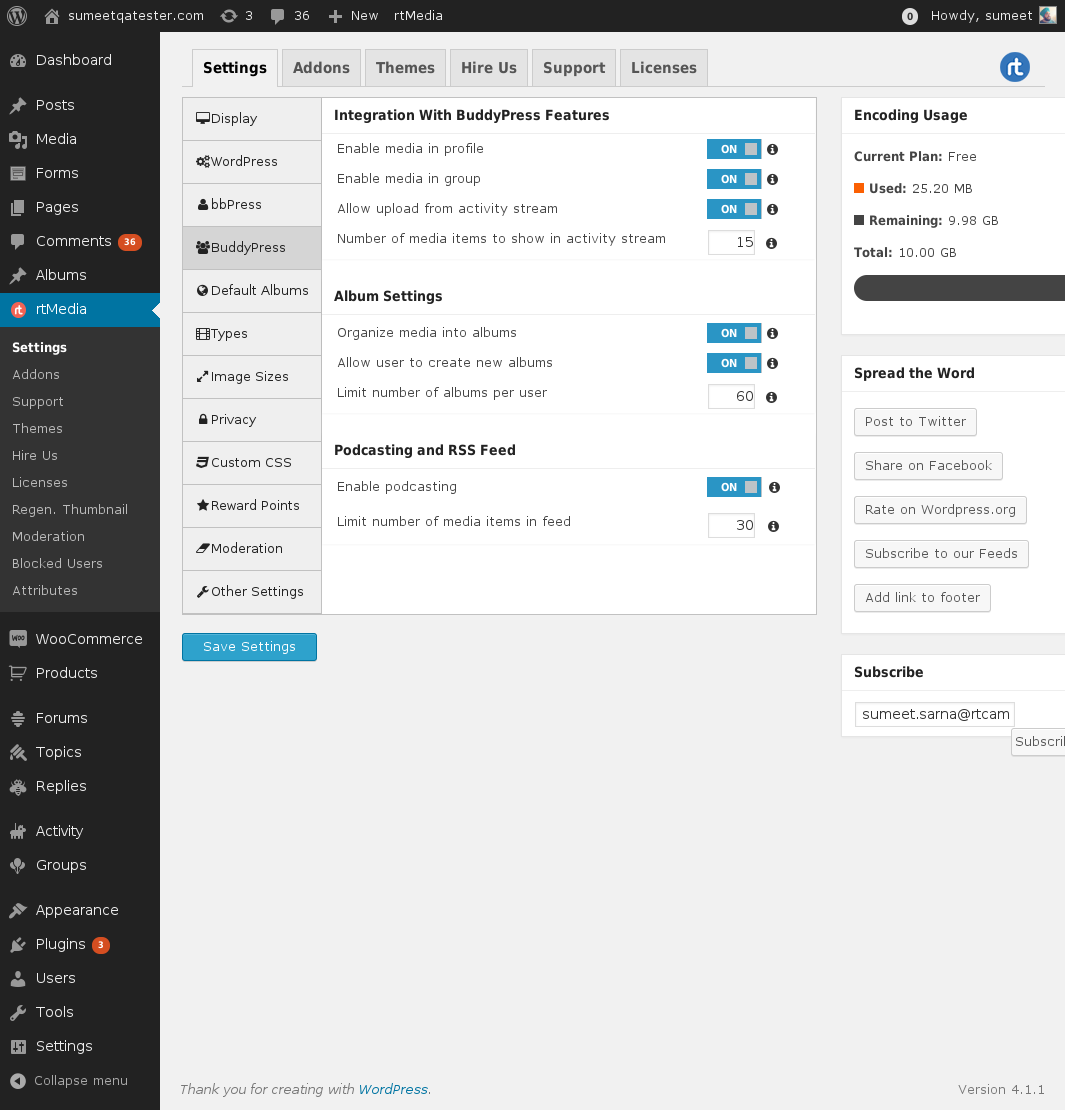 sumeetqatester.com 3 36 New rtMedia 0 Howdy, sumeet
Dashboard
Posts
Media
Forms
Pages
Comments 36
Albums
rtMedia
Settings
Addons
Support
Themes
Hire Us
Licenses
Regen. Thumbnail
Moderation
Blocked Users
Attributes
WooCommerce
Products
Forums
Topics
Replies
Activity
Groups
Appearance
Plugins 3
Users
Tools
Settings
Collapse menu
Settings Addons Themes Hire Us Support Licenses
rt
Display
WordPress
bbPress
BuddyPress
Default Albums
Types
Image Sizes
Privacy
Custom CSS
Reward Points
Moderation
Other Settings
Integration With BuddyPress Features
Enable media in profile ON
Enable media in group ON
Allow upload from activity stream ON
Number of media items to show in activity stream 15
Album Settings
Organize media into albums ON
Allow user to create new albums ON
Limit number of albums per user 60
Podcasting and RSS Feed
Enable podcasting ON
Limit number of media items in feed 30
Save Settings
Encoding Usage
Current Plan: Free
Used: 25.20 MB
Remaining: 9.98 GB
Total: 10.00 GB
Spread the Word
Post to Twitter
Share on Facebook
Rate on Wordpress.org
Subscribe to our Feeds
Add link to footer
Subscribe
sumeet.sarna@rtcam
Subscri
Thank you for creating with WordPress.
Version 4.1.1